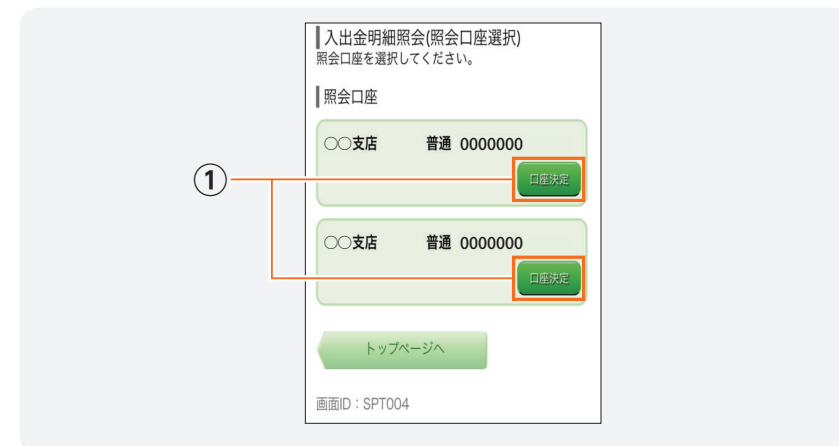 入出金明細照会(照会口座選択)
照会口座を選択してください。
照会口座
○○支店 普通 0000000
① 口座決定
○○支店 普通 0000000
口座決定
トップページへ
画面ID：SPT004